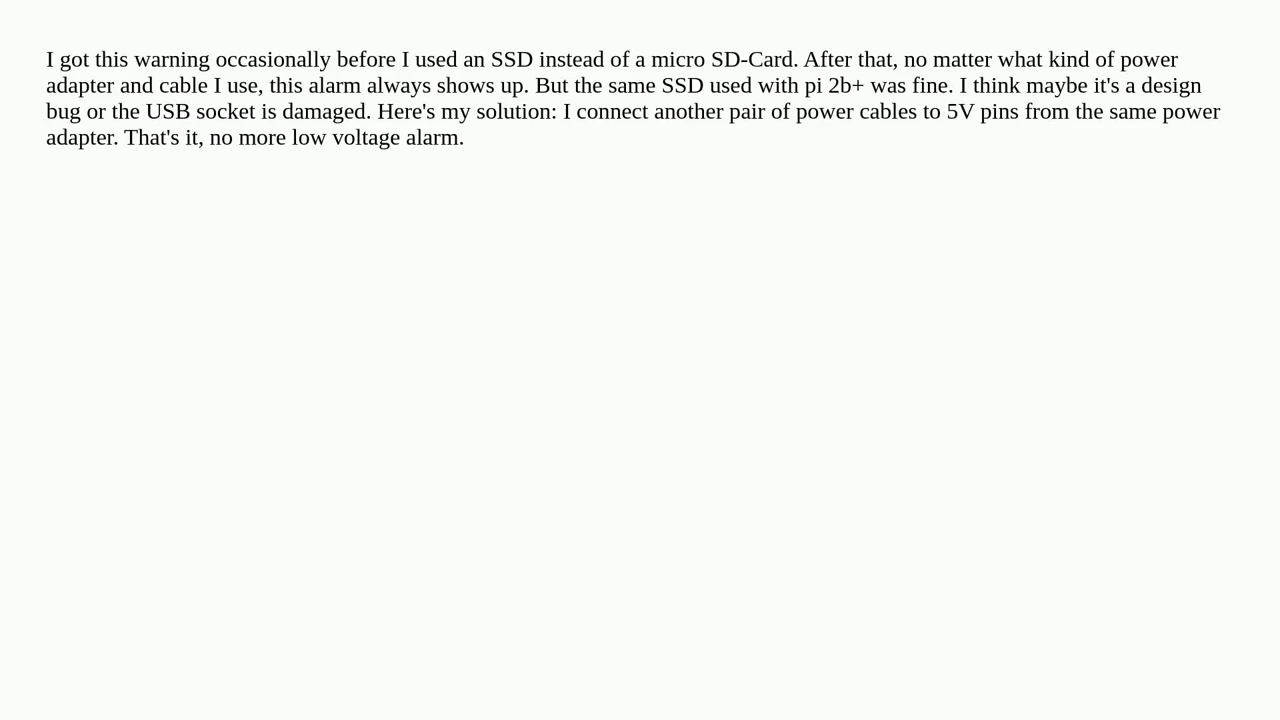 I got this warning occasionally before I used an SSD instead of a micro SD-Card. After that, no matter what kind of power
adapter and cable I use, this alarm always shows up. But the same SSD used with pi 2b+ was fine. I think maybe it's a design
bug or the USB socket is damaged. Here's my solution: I connect another pair of power cables to 5V pins from the same power
adapter. That's it, no more low voltage alarm.